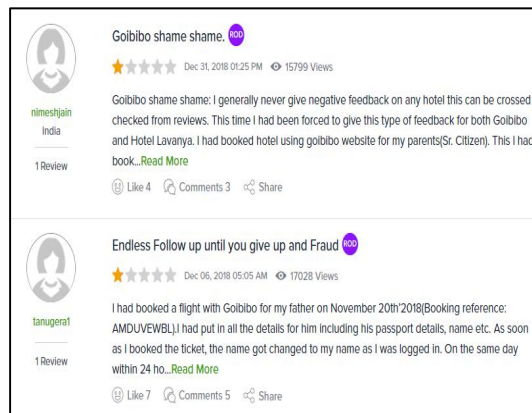 Goibibo shame shame. ROD
Dec 31, 2018 01:25 PM 15799 Views
nimeshjain
India
1 Review
Goibibo shame shame: I generally never give negative feedback on any hotel this can be crossed
checked from reviews. This time I had been forced to give this type of feedback for both Goibibo
and Hotel Lavanya. I had booked hotel using goibibo website for my parents(Sr. Citizen). This I had
book...Read More
Like 4 Comments 3 Share
Endless Follow up until you give up and Fraud ROD
Dec 06, 2018 05:05 AM 17028 Views
tanugera1
1 Review
I had booked a flight with Goibibo for my father on November 20th'2018(Booking reference:
AMDUVEWBL).I had put in all the details for him including his passport details, name etc. As soon
as I booked the ticket, the name got changed to my name as I was logged in. On the same day
within 24 ho...Read More
Like 7 Comments 5 Share